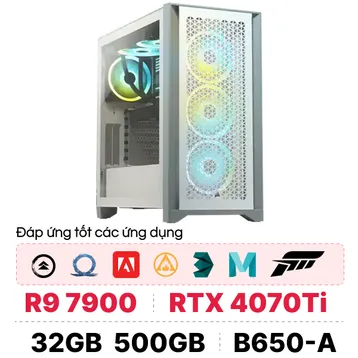 Đáp ứng tốt các ứng dụng
R9 7900 RTX 4070Ti
32GB 500GB B650-A